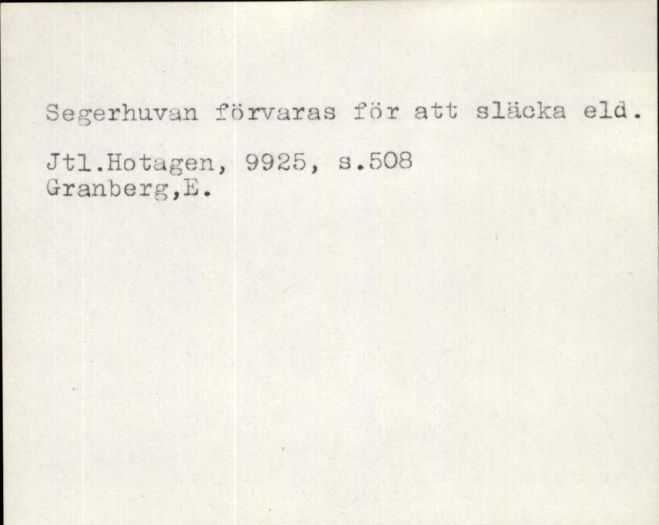 Segerhuvan förvaras för att släcka eld.
Jtl.Hotagen, 9925, s.508
Granberg,E.